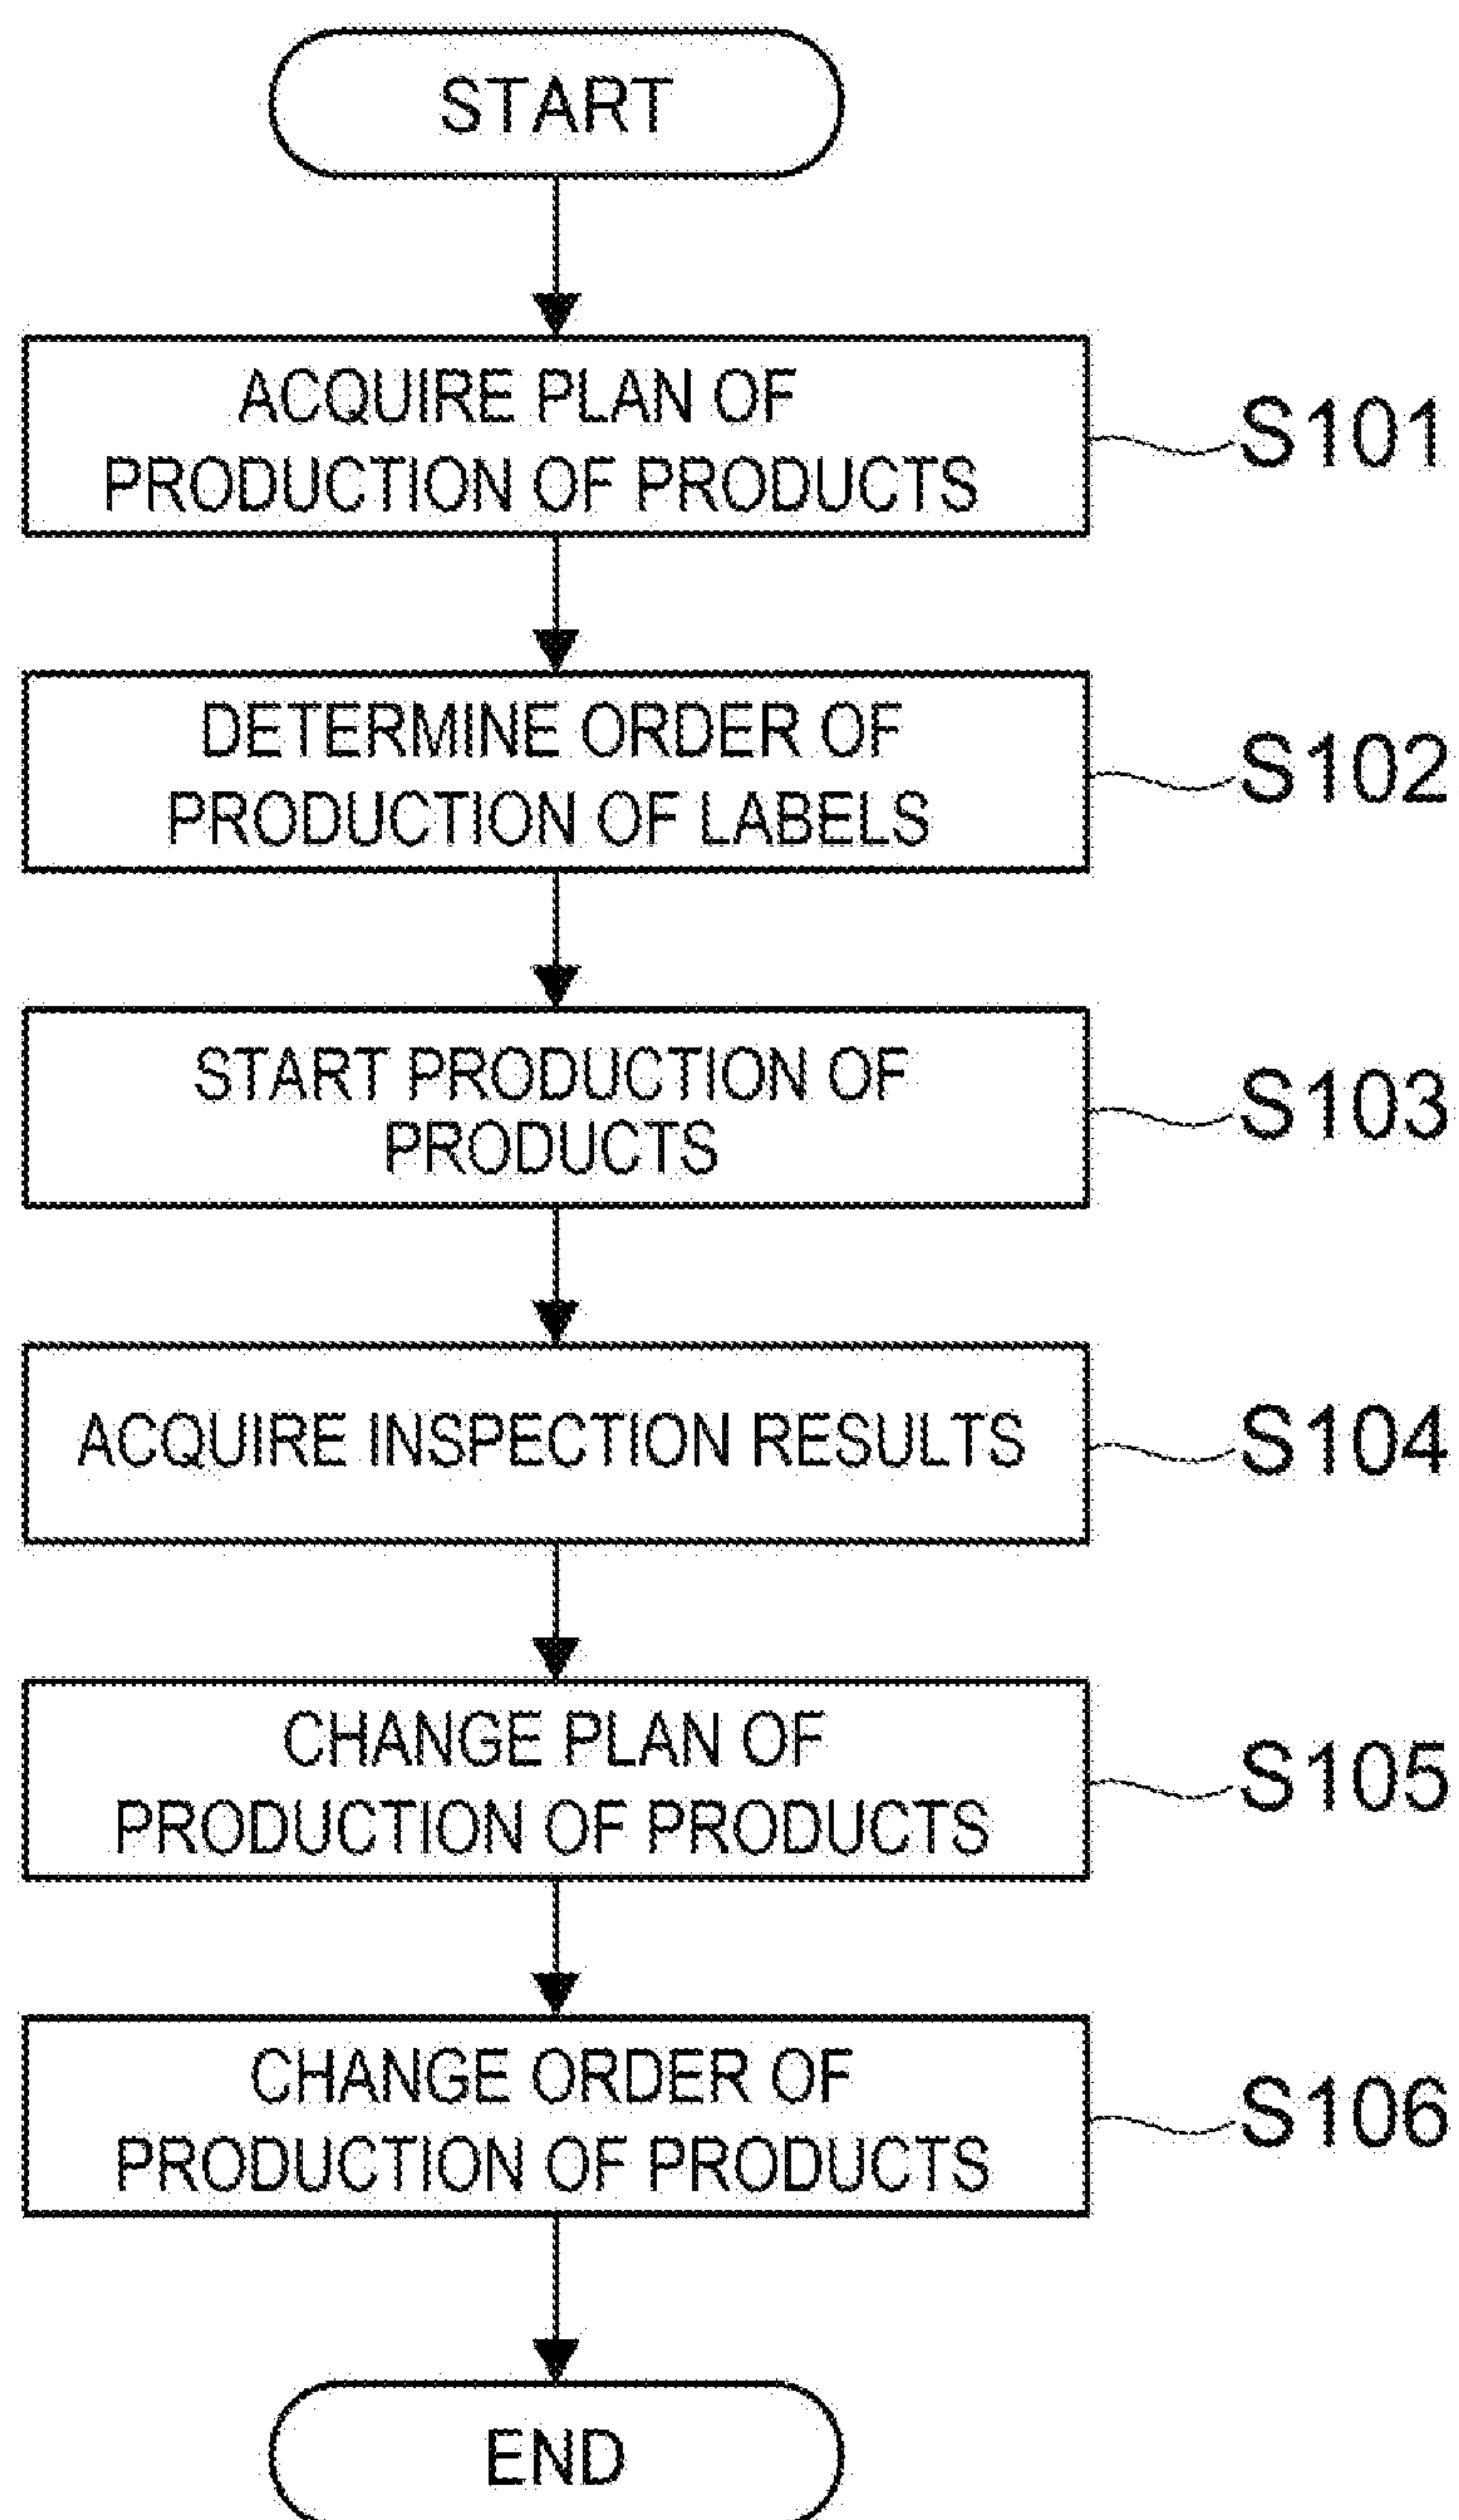 START
ACQUIRE PLAN OF
PRODUCTION OF PRODUCTS
S101
DETERMINE ORDER OF
PRODUCTION OF LABELS
S102
START PRODUCTION OF
PRODUCTS
S103
ACQUIRE INSPECTION RESULTS
S104
CHANGE PLAN OF
PRODUCTION OF PRODUCTS
S105
CHANGE ORDER OF
PRODUCTION OF PRODUCTS
S106
END